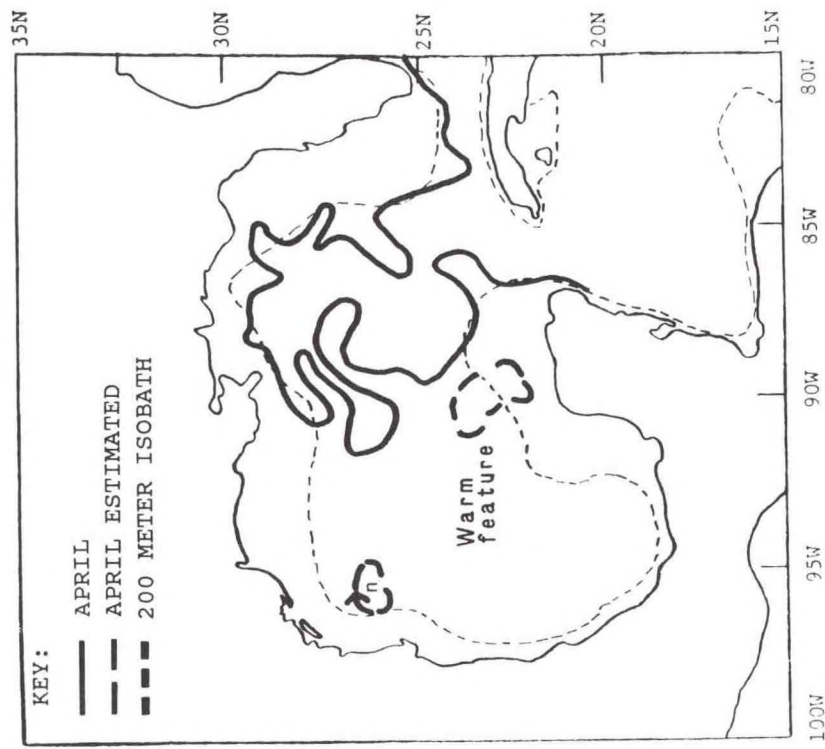 KEY:
APRIL
APRIL ESTIMATED
200 METER ISOBATH
Warm
feature
n
35N
30N
25N
20N
15N
100W
95W
90W
85W
80W